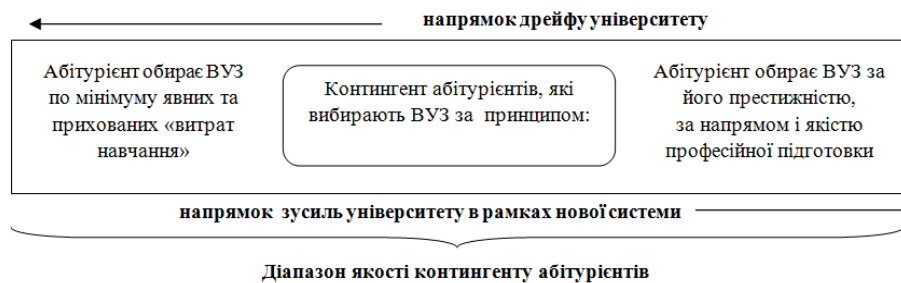 напрямок дрейфу університету
Абітурієнт обирає ВУЗ
по мінімуму явних та
прихованих «витрат
навчання»
Контингент абітурієнтів, які
вибирають ВУЗ за принципом:
Абітурієнт обирає ВУЗ за
його престижністю,
за напрямом і якістю
професійної підготовки
напрямок зусиль університету в рамках нової системи
Діапазон якості контингенту абітурієнтів